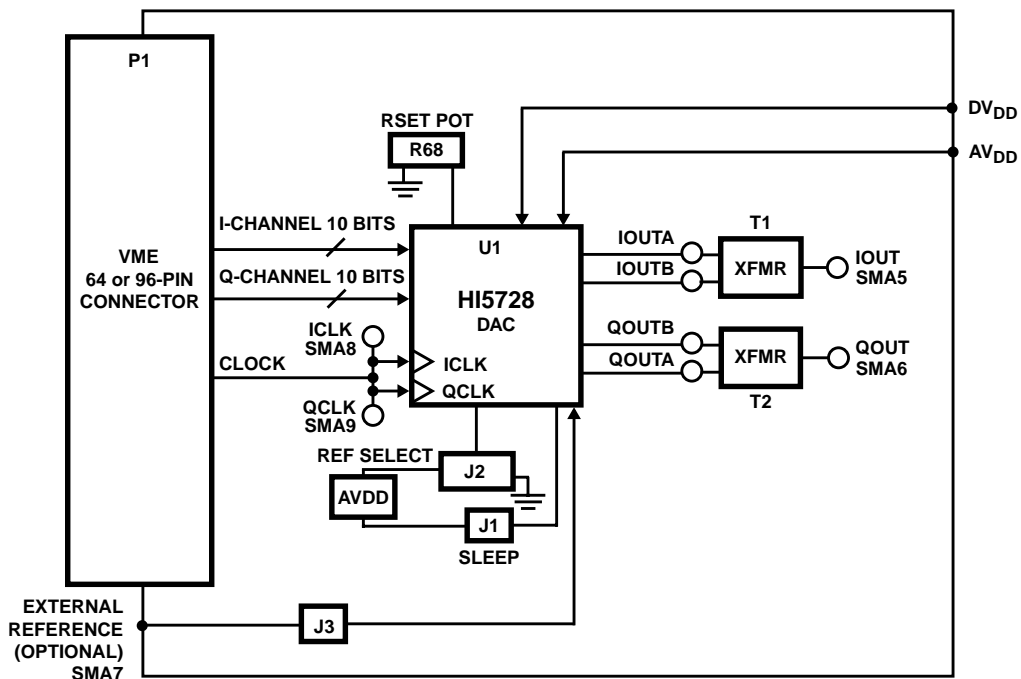 P1
VME
64 or 96-PIN
CONNECTOR
RSET POT
R68
I-CHANNEL 10 BITS
Q-CHANNEL 10 BITS
CLOCK
ICLK
SMA8
QCLK
SMA9
U1
HI5728
DAC
ICLK
QCLK
DVDD
AVDD
IOUTA
IOUTB
QOUTB
QOUTA
T1
XFMR
XFMR
T2
IOUT
SMA5
QOUT
SMA6
REF SELECT
J2
AVDD
J1
SLEEP
J3
EXTERNAL
REFERENCE
(OPTIONAL)
SMA7